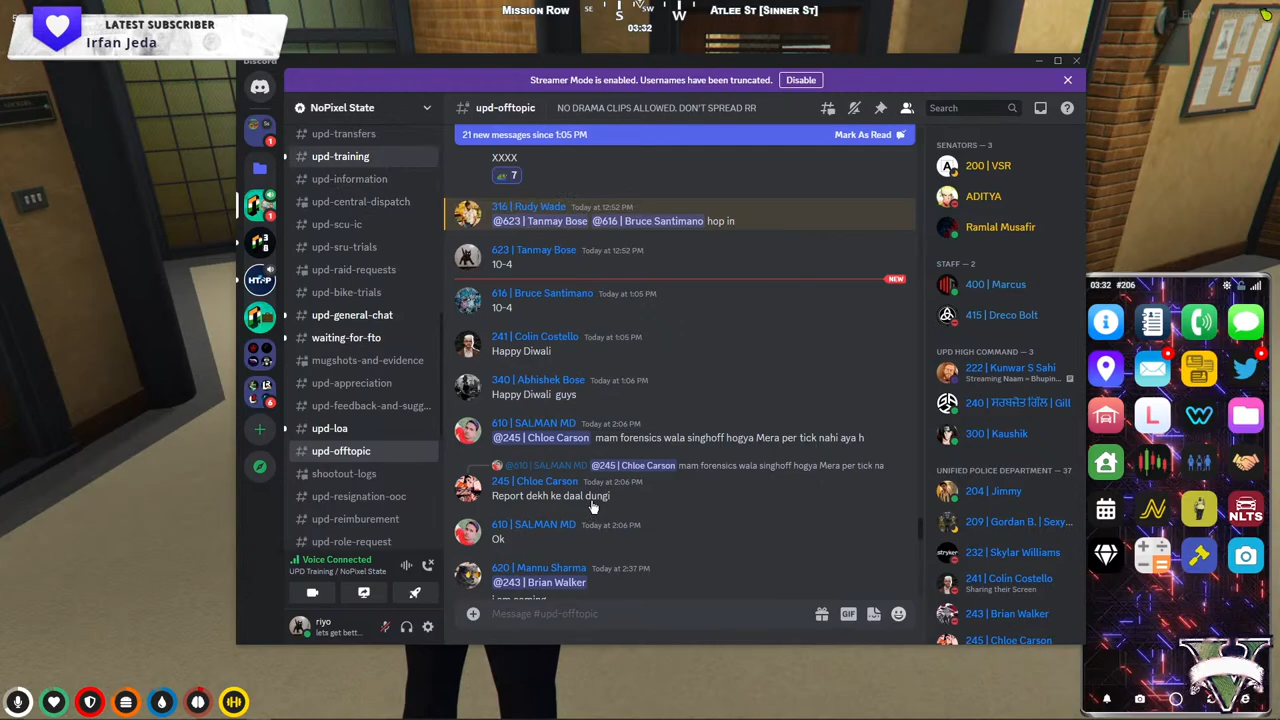 Mission Row
SE S SW W
Atlee St [Sinner St]
03:32
LATEST SUBSCRIBER
Irfan Jeda
Discord
Streamer Mode is enabled. Usernames have been truncated.
Disable
NoPixel State
upd-offtopic
NO DRAMA CLIPS ALLOWED. DON'T SPREAD RR
Search
upd-transfers
upd-training
upd-information
upd-central-dispatch
upd-scu-ic
upd-sru-trials
upd-raid-requests
upd-bike-trials
upd-general-chat
waiting-for-fto
mugshots-and-evidence
upd-appreciation
upd-feedback-and-sugg...
upd-loa
upd-offtopic
shootout-logs
upd-resignation-ooc
upd-reimburement
upd-role-request
Voice Connected
UPD Training / NoPixel State
riyo
lets get bett...
1
1
6
21 new messages since 1:05 PM
Mark As Read
XXXX
7
316 | Rudy Wade Today at 12:52 PM
@623 | Tanmay Bose @616 | Bruce Santimano hop in
623 | Tanmay Bose Today at 12:52 PM
10-4
NEW
616 | Bruce Santimano Today at 1:05 PM
10-4
241 | Colin Costello Today at 1:05 PM
Happy Diwali
340 | Abhishek Bose Today at 1:06 PM
Happy Diwali guys
610 | SALMAN MD Today at 2:06 PM
@245 | Chloe Carson mam forensics wala singhoff hogya Mera per tick nahi aya h
@610 | SALMAN MD @245 | Chloe Carson mam forensics wala singhoff hogya Mera per tick na
245 | Chloe Carson Today at 2:06 PM
Report dekh ke daal dungi
610 | SALMAN MD Today at 2:06 PM
Ok
620 | Mannu Sharma Today at 2:37 PM
@243 | Brian Walker
i am coming
Message #upd-offtopic
GIF
SENATORS — 3
200 | VSR
ADITYA
Ramlal Musafir
STAFF — 2
400 | Marcus
415 | Dreco Bolt
UPD HIGH COMMAND — 3
222 | Kunwar S Sahi
Streaming Naam = Bhupin...
240 | ਸਰਬਜੋਤ ਗਿੱਲ | Gill
300 | Kaushik
UNIFIED POLICE DEPARTMENT — 37
204 | Jimmy
209 | Gordan B. | Sexy...
232 | Skylar Williams
241 | Colin Costello
Sharing their Screen
243 | Brian Walker
245 | Chloe Carson
03:32 #206
L
NLTS
V